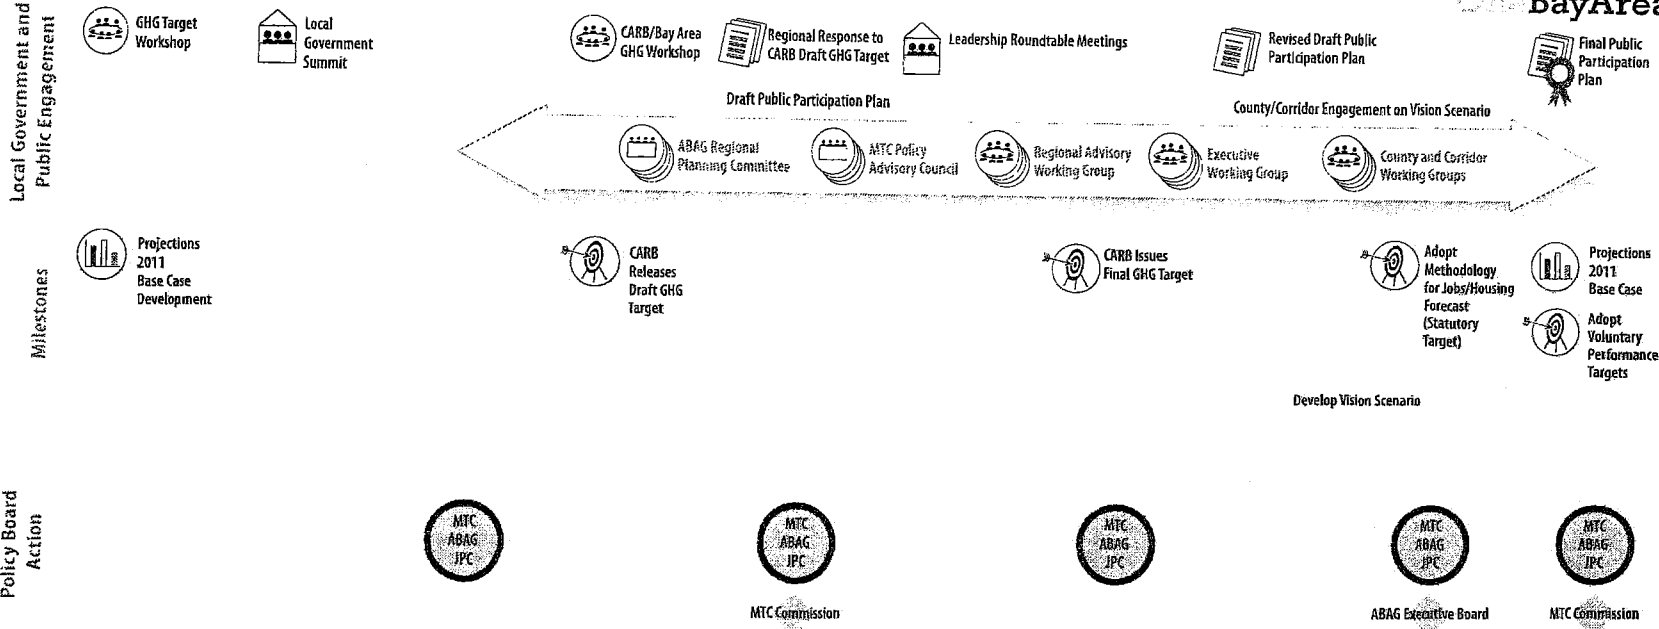 BayArea
Local Government and
Public Engagement
GHG Target
Workshop
Local
Government
Summit
CARB/Bay Area
GHG Workshop
Regional Response to
CARB Draft GHG Target
Leadership Roundtable Meetings
Revised Draft Public
Participation Plan
Final Public
Participation
Plan
Draft Public Participation Plan
County/Corridor Engagement on Vision Scenario
ABAG Regional
Planning Committee
MTC Policy
Advisory Council
Regional Advisory
Working Group
Executive
Working Group
County and Corridor
Working Groups
Milestones
Projections
2011
Base Case
Development
CARB
Releases
Draft GHG
Target
CARB Issues
Final GHG Target
Adopt
Methodology
for Jobs/Housing
Forecast
(Statutory
Target)
Projections
2011
Base Case
Adopt
Voluntary
Performance
Targets
Develop Vision Scenario
Policy Board
Action
MTC
ABAG
JPC
MTC
ABAG
JPC
MTC
ABAG
JPC
MTC
ABAG
JPC
MTC
ABAG
JPC
MTC Commission
ABAG Executive Board
MTC Commission